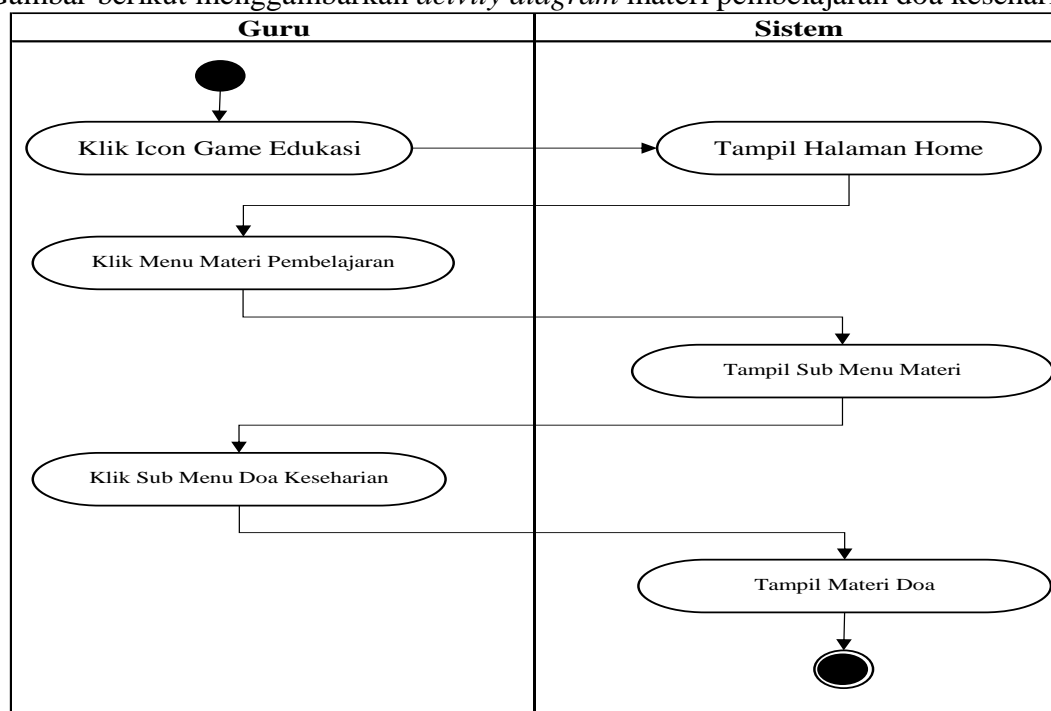 Gambar berikut menggambarkan activity diagram materi pembelajaran doa kesehari
Guru
Sistem
Klik Icon Game Edukasi
Tampil Halaman Home
Klik Menu Materi Pembelajaran
Tampil Sub Menu Materi
Klik Sub Menu Doa Keseharian
Tampil Materi Doa